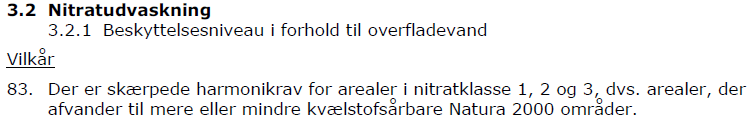 3.2 Nitratudvaskning
3.2.1 Beskyttelsesniveau i forhold til overfladevand
Vilkår
83. Der er skærpede harmonikrav for arealer i nitratklasse 1, 2 og 3, dvs. arealer, der
afvander til mere eller mindre kvælstofsårbare Natura 2000 områder.